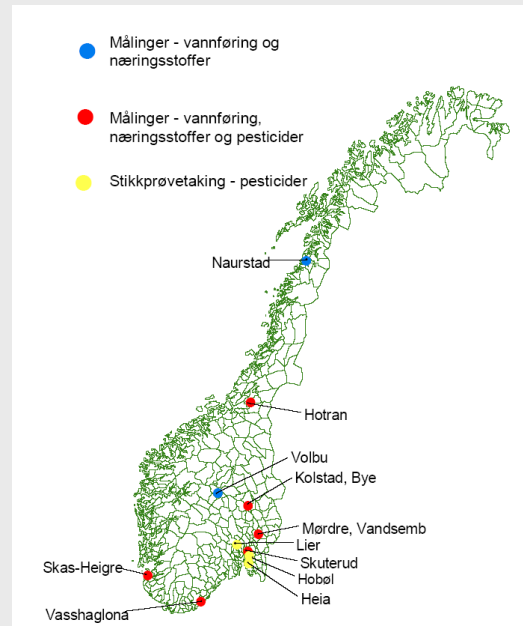 Målinger - vannføring og
næringsstoffer
Målinger - vannføring,
næringsstoffer og pesticider
Stikkprøvetaking - pesticider
Naurstad
Hotran
Volbu
Kolstad, Bye
Mørdre, Vandsemb
Lier
Skuterud
Hobøl
Heia
Skas-Heigre
Vasshaglona